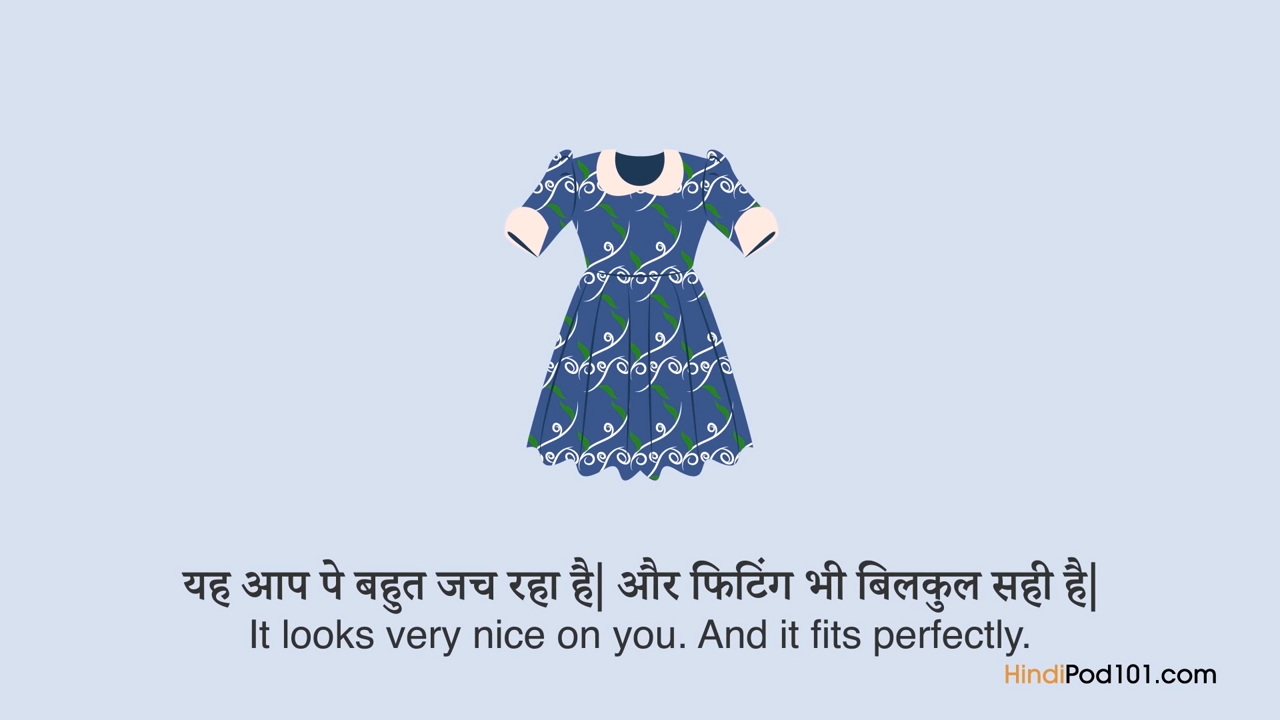 यह आप पे बहुत जच रहा है| और फिटिंग भी बिलकुल सही है|
It looks very nice on you. And it fits perfectly.
HindiPod101.com